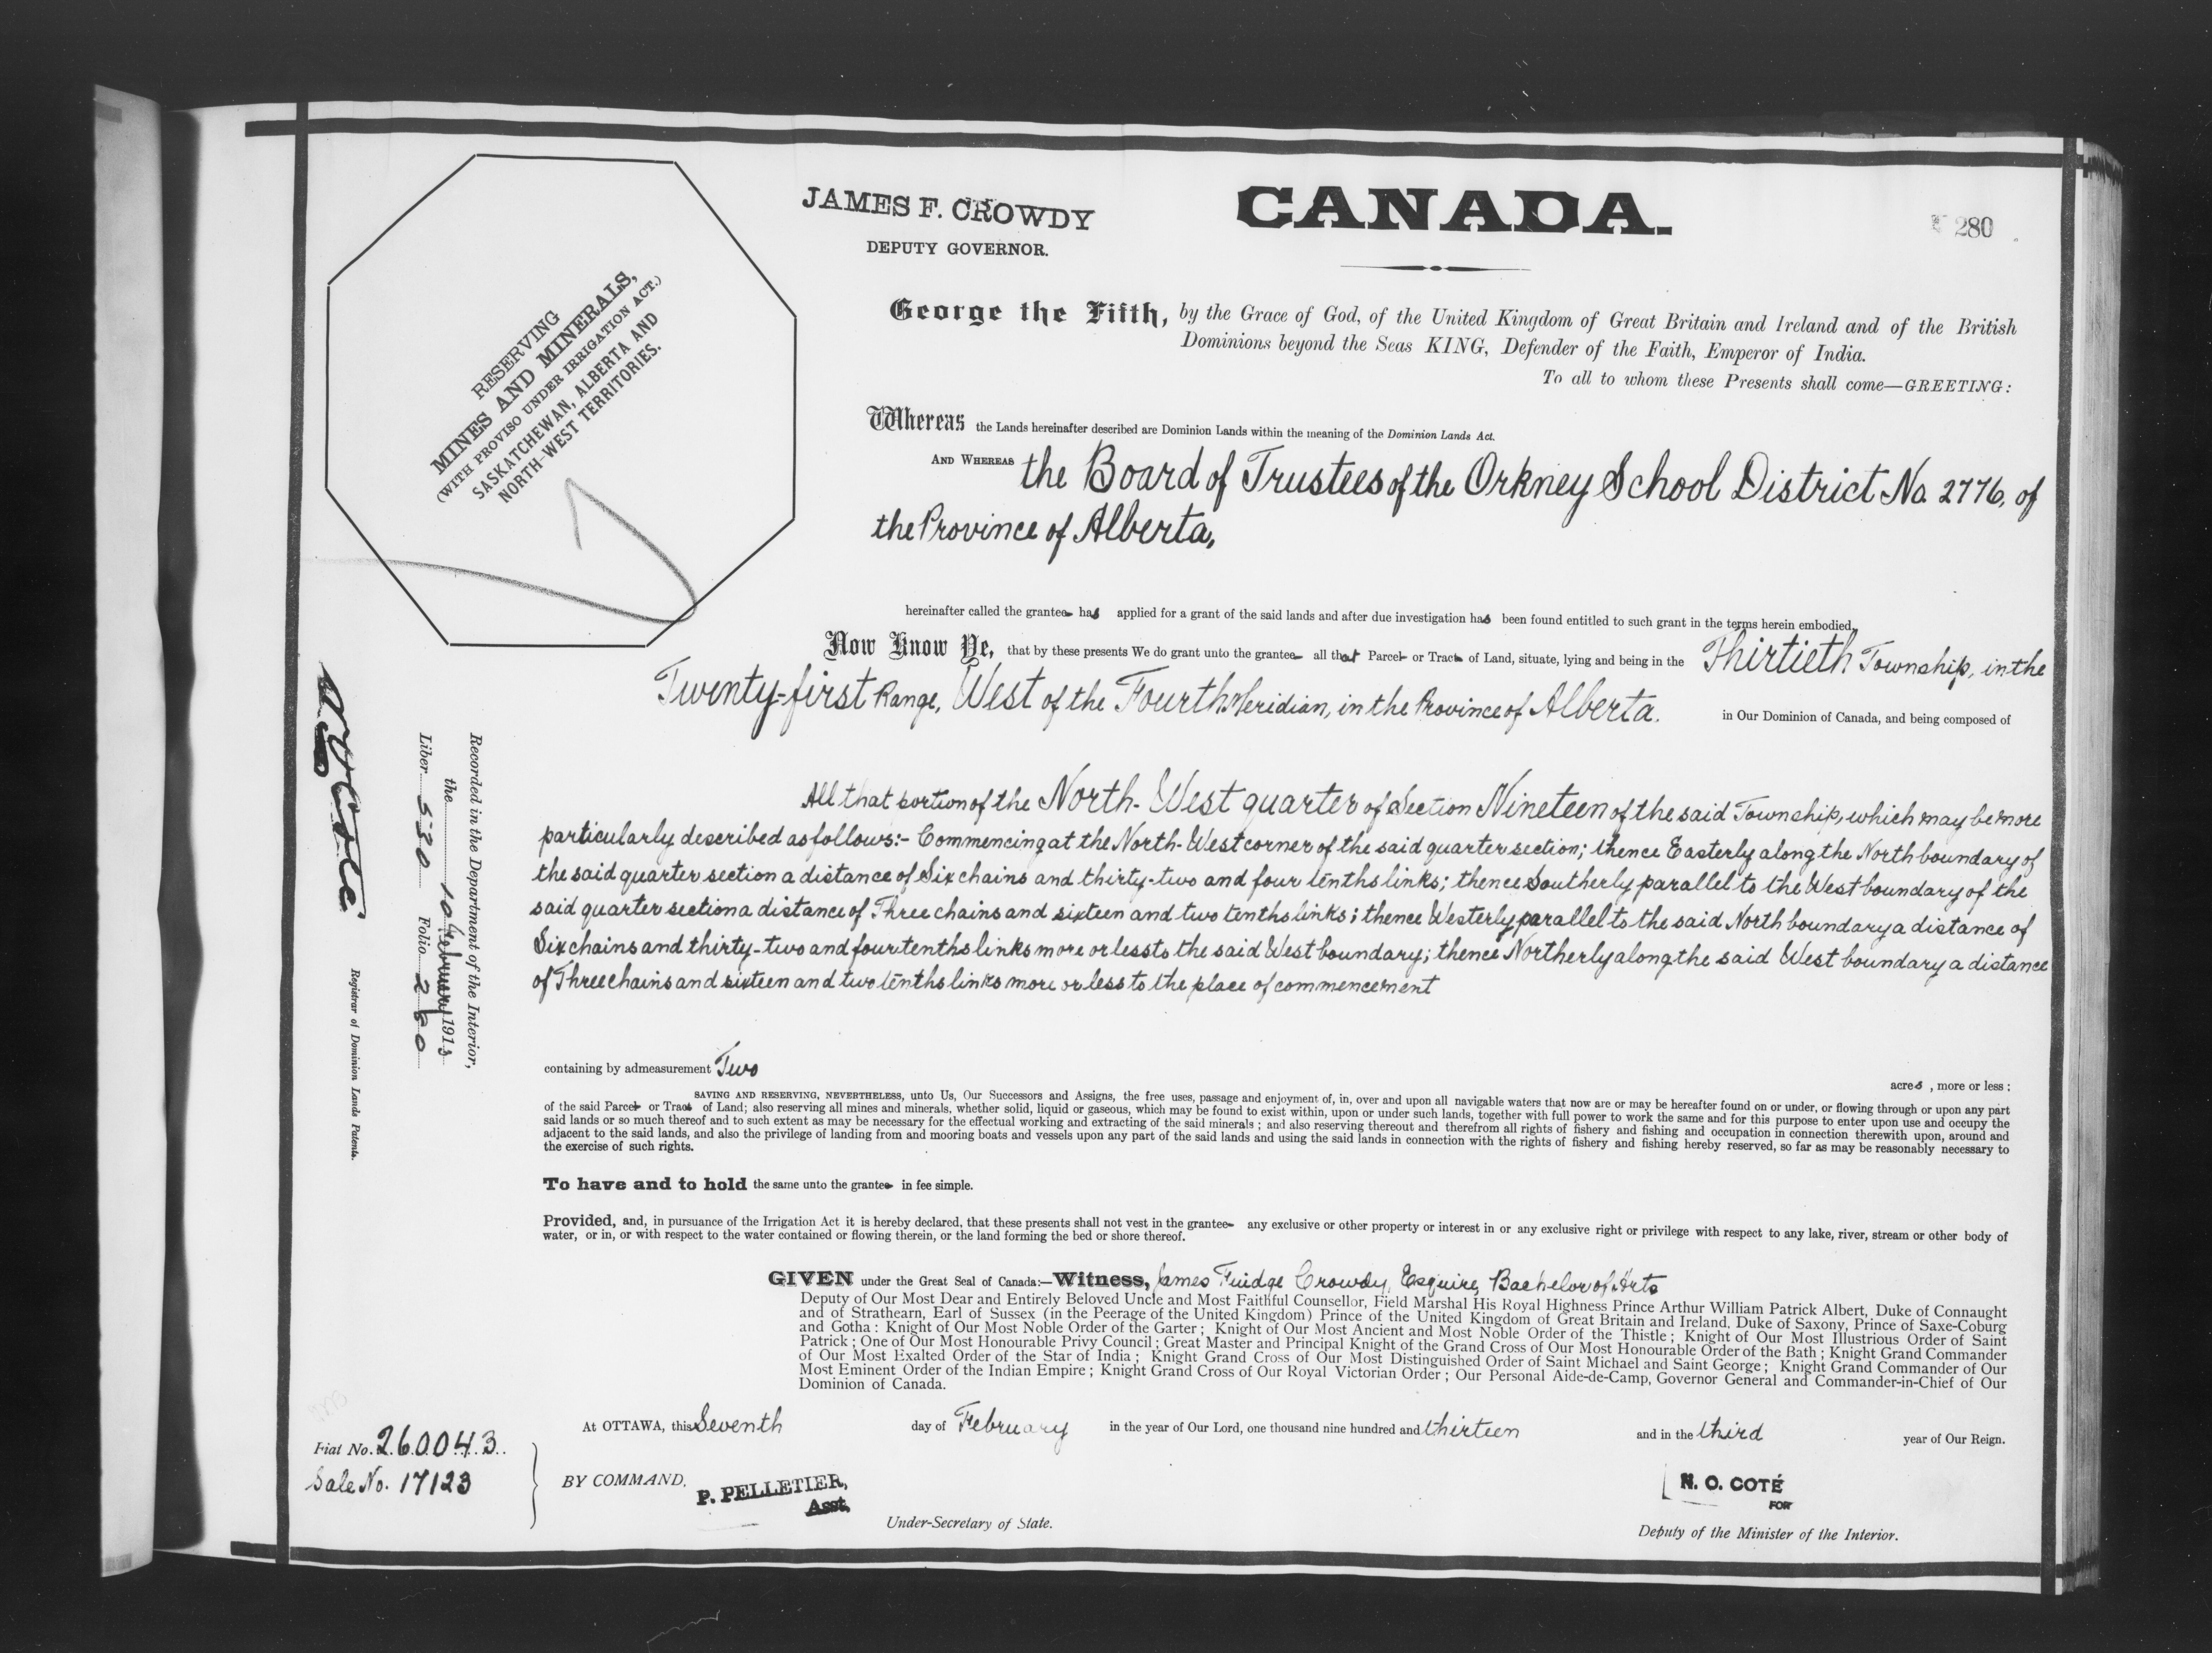 JAMES F. CROWDY
DEPUTY GOVERNOR.
CANADA.
280
RESERVING
MINES AND MINERALS,
(WITH PROVISO UNDER IRRIGATION ACT.)
SASKATCHEWAN, ALBERTA AND
NORTH-WEST TERRITORIES.
George the Fifth, by the Grace of God, of the United Kingdom of Great Britain and Ireland and of the British
Dominions beyond the Seas KING, Defender of the Faith, Emperor of India.
To all to whom these Presents shall come—GREETING:
Whereas the Lands hereinafter described are Dominion Lands within the meaning of the Dominion Lands Act.
AND WHEREAS the Board of Trustees of the Orkney School District No. 2776, of
the Province of Alberta,
hereinafter called the grantee has applied for a grant of the said lands and after due investigation has been found entitled to such grant in the terms herein embodied.
Now Know Ye, that by these presents We do grant unto the grantee all that Parcel or Tract of Land, situate, lying and being in the Thirtieth Township, in the
Twenty-first Range, West of the Fourth Meridian, in the Province of Alberta. in Our Dominion of Canada, and being composed of
All that portion of the North-West quarter of Section Nineteen of the said Township, which may be more
particularly described as follows:- Commencing at the North-West corner of the said quarter section; thence Easterly along the North boundary of
the said quarter section a distance of Six chains and thirty-two and four tenths links; thence Southerly parallel to the West boundary of the
said quarter section a distance of Three chains and sixteen and two tenths links; thence Westerly parallel to the said North boundary a distance of
Six chains and thirty-two and four tenths links more or less to the said West boundary; thence Northerly along the said West boundary a distance
of Three chains and sixteen and two tenths links more or less to the place of commencement
containing by admeasurement Two acres, more or less:
SAVING AND RESERVING, NEVERTHELESS, unto Us, Our Successors and Assigns, the free uses, passage and enjoyment of, in, over and upon all navigable waters that now are or may be hereafter found on or under, or flowing through or upon any part
of the said Parcel or Tract of Land; also reserving all mines and minerals, whether solid, liquid or gaseous, which may be found to exist within, upon or under such lands, together with full power to work the same and for this purpose to enter upon use and occupy the
said lands or so much thereof and to such extent as may be necessary for the effectual working and extracting of the said minerals; and also reserving thereout and therefrom all rights of fishery and fishing and occupation in connection therewith upon, around and
adjacent to the said lands, and also the privilege of landing from and mooring boats and vessels upon any part of the said lands and using the said lands in connection with the rights of fishery and fishing hereby reserved, so far as may be reasonably necessary to
the exercise of such rights.
To have and to hold the same unto the grantee in fee simple.
Provided, and, in pursuance of the Irrigation Act it is hereby declared, that these presents shall not vest in the grantee any exclusive or other property or interest in or any exclusive right or privilege with respect to any lake, river, stream or other body of
water, or in, or with respect to the water contained or flowing therein, or the land forming the bed or shore thereof.
GIVEN under the Great Seal of Canada:—Witness, James Fuidge Crowdy, Esquire, Bachelor of Arts
Deputy of Our Most Dear and Entirely Beloved Uncle and Most Faithful Counsellor, Field Marshal His Royal Highness Prince Arthur William Patrick Albert, Duke of Connaught
and of Strathearn, Earl of Sussex (in the Peerage of the United Kingdom) Prince of the United Kingdom of Great Britain and Ireland, Duke of Saxony, Prince of Saxe-Coburg
and Gotha: Knight of Our Most Noble Order of the Garter; Knight of Our Most Ancient and Most Noble Order of the Thistle; Knight of Our Most Illustrious Order of Saint
Patrick; One of Our Most Honourable Privy Council; Great Master and Principal Knight of the Grand Cross of Our Most Honourable Order of the Bath; Knight Grand Commander
of Our Most Exalted Order of the Star of India; Knight Grand Cross of Our Most Distinguished Order of Saint Michael and Saint George; Knight Grand Commander of Our
Most Eminent Order of the Indian Empire; Knight Grand Cross of Our Royal Victorian Order; Our Personal Aide-de-Camp, Governor General and Commander-in-Chief of Our
Dominion of Canada.
At OTTAWA, this Seventh day of February in the year of Our Lord, one thousand nine hundred and thirteen and in the third year of Our Reign.
BY COMMAND,
P. PELLETIER,
Asst.
Under-Secretary of State.
N. O. COTÉ
FOR
Deputy of the Minister of the Interior.
Fiat No. 260043
Sale No. 17123
Recorded in the Department of the Interior,
the 10 February 1913
Liber 530 Folio 280
N O Cote
Registrar of Dominion Lands Patents.